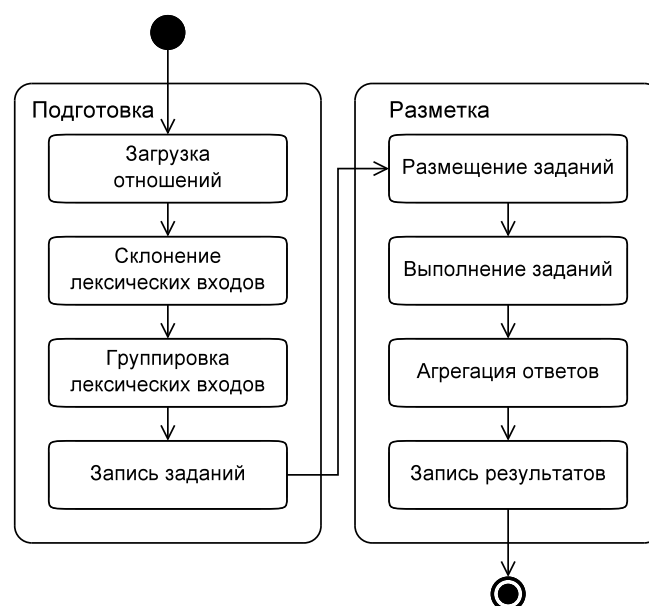 Подготовка
Загрузка
отношений
Склонение
лексических входов
Группировка
лексических входов
Запись заданий
Разметка
Размещение заданий
Выполнение заданий
Агрегация ответов
Запись результатов